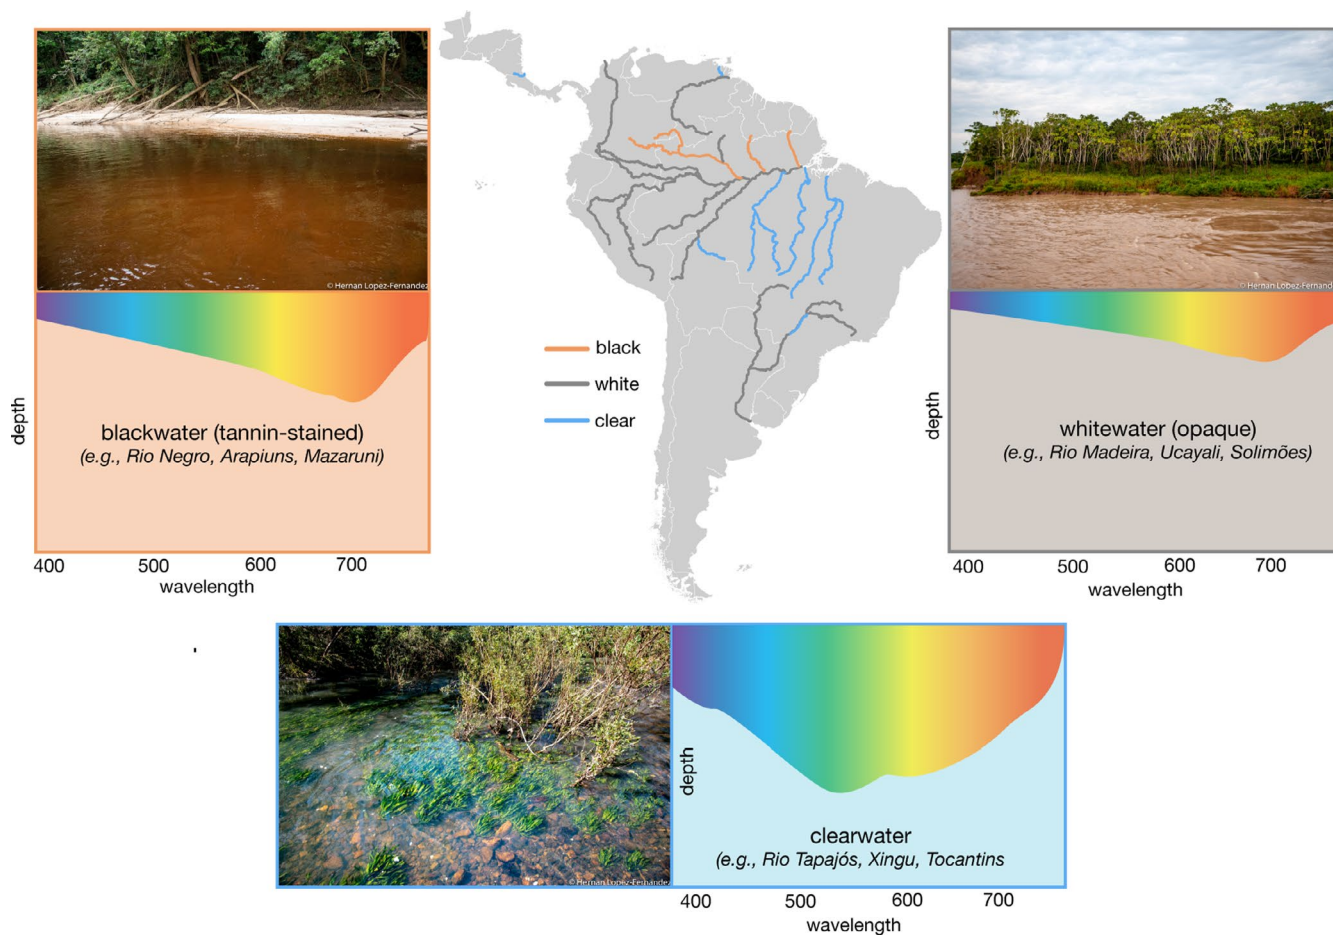 © Hernan Lopez-Fernandez
depth
blackwater (tannin-stained)
(e.g., Rio Negro, Arapiuns, Mazaruni)
400 500 600 700
wavelength
black
white
clear
© Hernan Lopez-Fernandez
depth
whitewater (opaque)
(e.g., Rio Madeira, Ucayali, Solimões)
400 500 600 700
wavelength
© Hernan Lopez-Fernandez
depth
clearwater
(e.g., Rio Tapajós, Xingu, Tocantins
400 500 600 700
wavelength